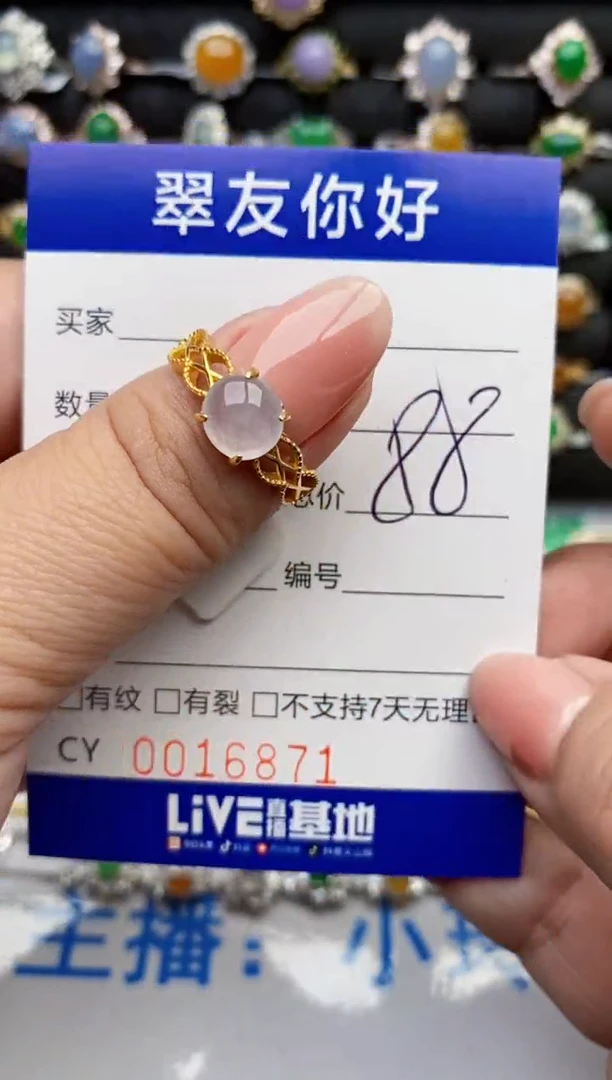 翠友你好
买家
数量
总价 88
编号
□有纹 □有裂 □不支持7天无理
CY 0016871
LiVE直播基地
主播：小